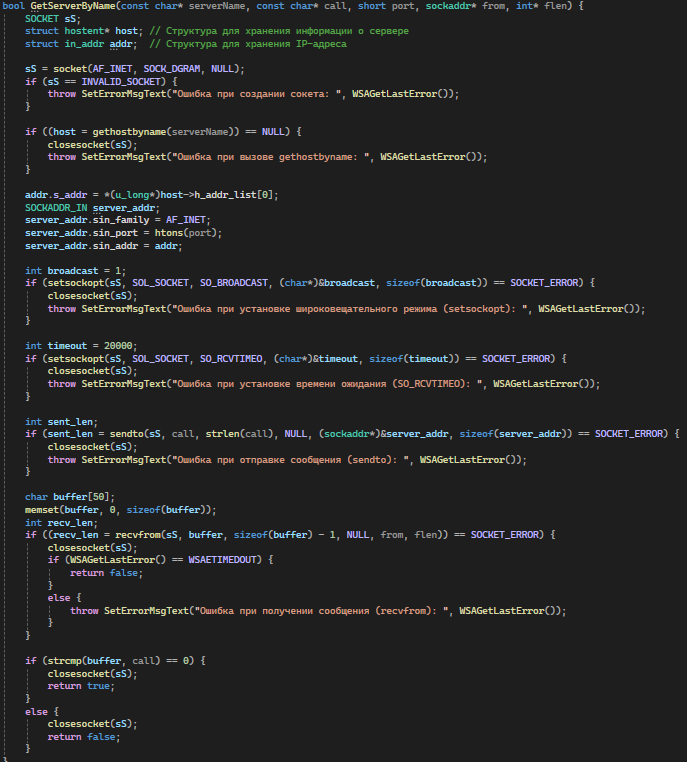 bool GetServerByName(const char* serverName, const char* call, short port, sockaddr* from, int* flen) {
    SOCKET sS;
    struct hostent* host; // Структура для хранения информации о сервере
    struct in_addr addr;  // Структура для хранения IP-адреса

    sS = socket(AF_INET, SOCK_DGRAM, NULL);
    if (sS == INVALID_SOCKET) {
        throw SetErrorMsgText("Ошибка при создании сокета: ", WSAGetLastError());
    }

    if ((host = gethostbyname(serverName)) == NULL) {
        closesocket(sS);
        throw SetErrorMsgText("Ошибка при вызове gethostbyname: ", WSAGetLastError());
    }

    addr.s_addr = *(u_long*)host->h_addr_list[0];
    SOCKADDR_IN server_addr;
    server_addr.sin_family = AF_INET;
    server_addr.sin_port = htons(port);
    server_addr.sin_addr = addr;

    int broadcast = 1;
    if (setsockopt(sS, SOL_SOCKET, SO_BROADCAST, (char*)&broadcast, sizeof(broadcast)) == SOCKET_ERROR) {
        closesocket(sS);
        throw SetErrorMsgText("Ошибка при установке широковещательного режима (setsockopt): ", WSAGetLastError());
    }

    int timeout = 20000;
    if (setsockopt(sS, SOL_SOCKET, SO_RCVTIMEO, (char*)&timeout, sizeof(timeout)) == SOCKET_ERROR) {
        closesocket(sS);
        throw SetErrorMsgText("Ошибка при установке времени ожидания (SO_RCVTIMEO): ", WSAGetLastError());
    }

    int sent_len;
    if (sent_len = sendto(sS, call, strlen(call), NULL, (sockaddr*)&server_addr, sizeof(server_addr)) == SOCKET_ERROR) {
        closesocket(sS);
        throw SetErrorMsgText("Ошибка при отправке сообщения (sendto): ", WSAGetLastError());
    }

    char buffer[50];
    memset(buffer, 0, sizeof(buffer));
    int recv_len;
    if ((recv_len = recvfrom(sS, buffer, sizeof(buffer) - 1, NULL, from, flen)) == SOCKET_ERROR) {
        closesocket(sS);
        if (WSAGetLastError() == WSAETIMEDOUT) {
            return false;
        }
        else {
            throw SetErrorMsgText("Ошибка при получении сообщения (recvfrom): ", WSAGetLastError());
        }
    }

    if (strcmp(buffer, call) == 0) {
        closesocket(sS);
        return true;
    }
    else {
        closesocket(sS);
        return false;
    }
}